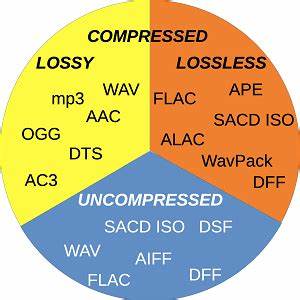 COMPRESSED
LOSSY
LOSSLESS
mp3
WAV
AAC
OGG
DTS
AC3
FLAC
APE
SACD ISO
ALAC
WavPack
DFF
UNCOMPRESSED
SACD ISO DSF
WAV
AIFF
FLAC
DFF